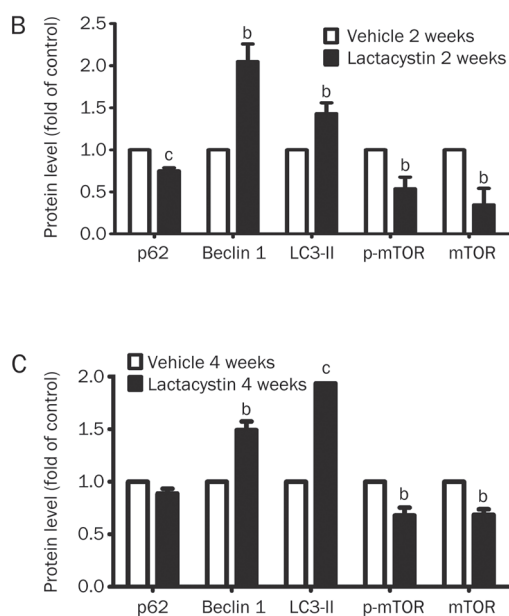 B
Protein level (fold of control)
2.5
2.0
1.5
1.0
0.5
0.0
Vehicle 2 weeks
Lactacystin 2 weeks
c
b
b
b
b
p62 Beclin 1 LC3-II p-mTOR mTOR
C
Protein level (fold of control)
2.0
1.5
1.0
0.5
0.0
Vehicle 4 weeks
Lactacystin 4 weeks
b
c
b
b
p62 Beclin 1 LC3-II p-mTOR mTOR